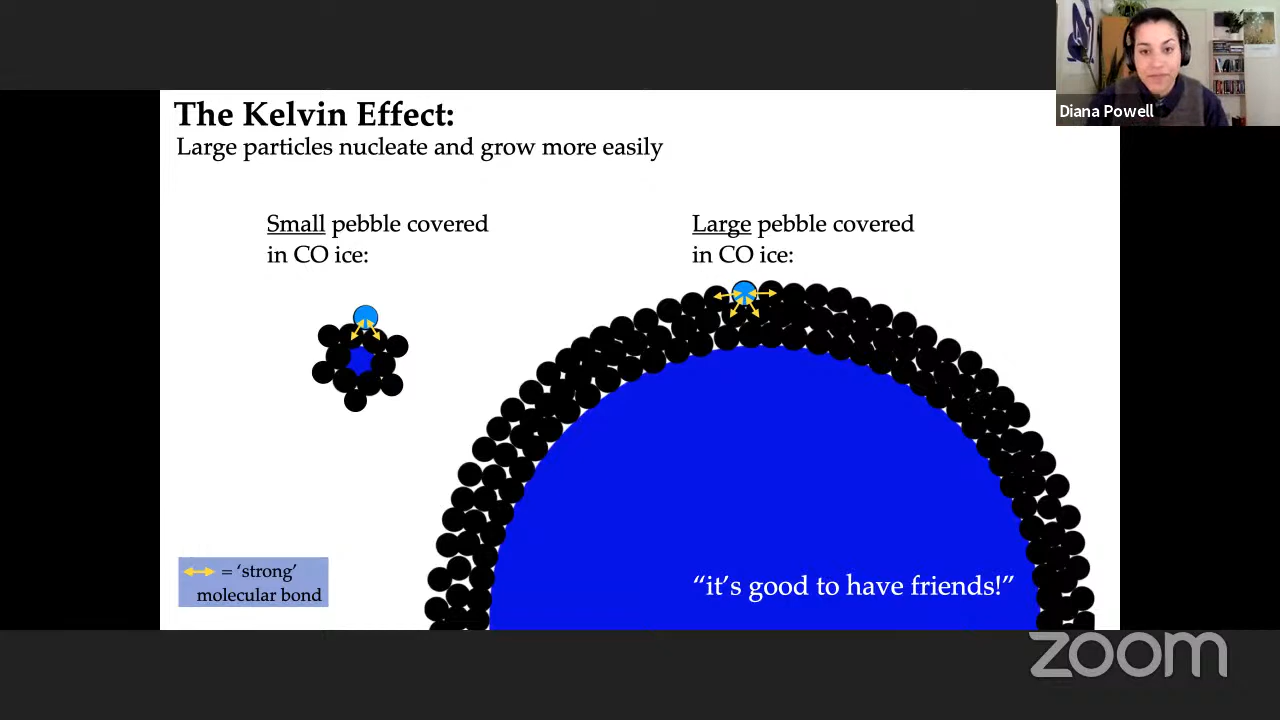 Diana Powell
The Kelvin Effect:
Large particles nucleate and grow more easily
Small pebble covered
in CO ice:
Large pebble covered
in CO ice:
= ‘strong’
molecular bond
“it’s good to have friends!”
zoom